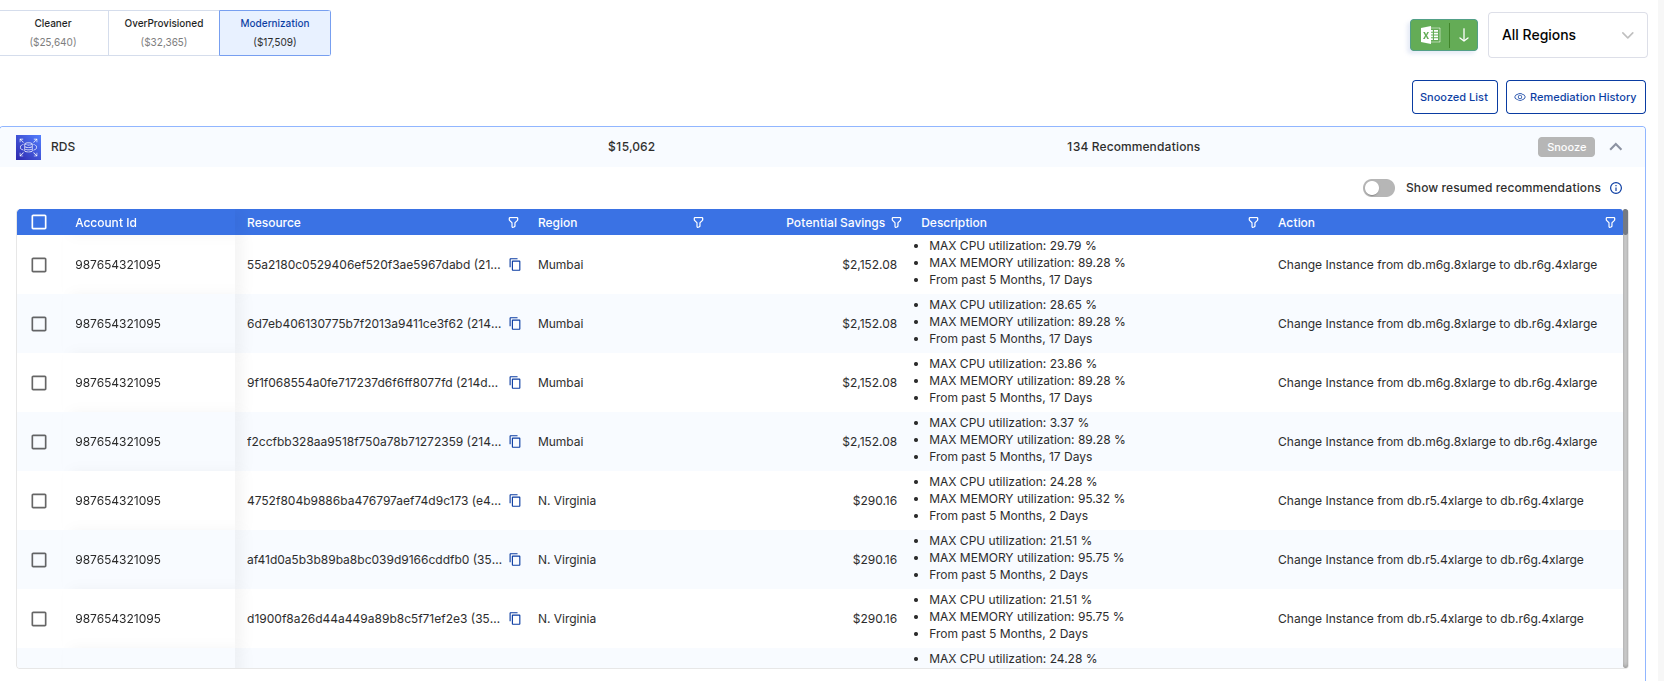 Cleaner
($25,640)
OverProvisioned
($32,365)
Modernization
($17,509)
All Regions
Snoozed List
Remediation History
RDS $15,062 134 Recommendations Snooze
Show resumed recommendations
Account Id Resource Region Potential Savings Description Action
987654321095 55a2180c0529406ef520f3ae5967dabd (21... Mumbai $2,152.08
• MAX CPU utilization: 29.79 %
• MAX MEMORY utilization: 89.28 %
• From past 5 Months, 17 Days
Change Instance from db.m6g.8xlarge to db.r6g.4xlarge
987654321095 6d7eb406130775b7f2013a9411ce3f62 (214... Mumbai $2,152.08
• MAX CPU utilization: 28.65 %
• MAX MEMORY utilization: 89.28 %
• From past 5 Months, 17 Days
Change Instance from db.m6g.8xlarge to db.r6g.4xlarge
987654321095 9f1f068554a0fe717237d6f6ff8077fd (214d... Mumbai $2,152.08
• MAX CPU utilization: 23.86 %
• MAX MEMORY utilization: 89.28 %
• From past 5 Months, 17 Days
Change Instance from db.m6g.8xlarge to db.r6g.4xlarge
987654321095 f2ccfbb328aa9518f750a78b71272359 (214... Mumbai $2,152.08
• MAX CPU utilization: 3.37 %
• MAX MEMORY utilization: 89.28 %
• From past 5 Months, 17 Days
Change Instance from db.m6g.8xlarge to db.r6g.4xlarge
987654321095 4752f804b9886ba476797aef74d9c173 (e4... N. Virginia $290.16
• MAX CPU utilization: 24.28 %
• MAX MEMORY utilization: 95.32 %
• From past 5 Months, 2 Days
Change Instance from db.r5.4xlarge to db.r6g.4xlarge
987654321095 af41d0a5b3b89ba8bc039d9166cddfb0 (35... N. Virginia $290.16
• MAX CPU utilization: 21.51 %
• MAX MEMORY utilization: 95.75 %
• From past 5 Months, 2 Days
Change Instance from db.r5.4xlarge to db.r6g.4xlarge
987654321095 d1900f8a26d44a449a89b8c5f71ef2e3 (35... N. Virginia $290.16
• MAX CPU utilization: 21.51 %
• MAX MEMORY utilization: 95.75 %
• From past 5 Months, 2 Days
Change Instance from db.r5.4xlarge to db.r6g.4xlarge
• MAX CPU utilization: 24.28 %